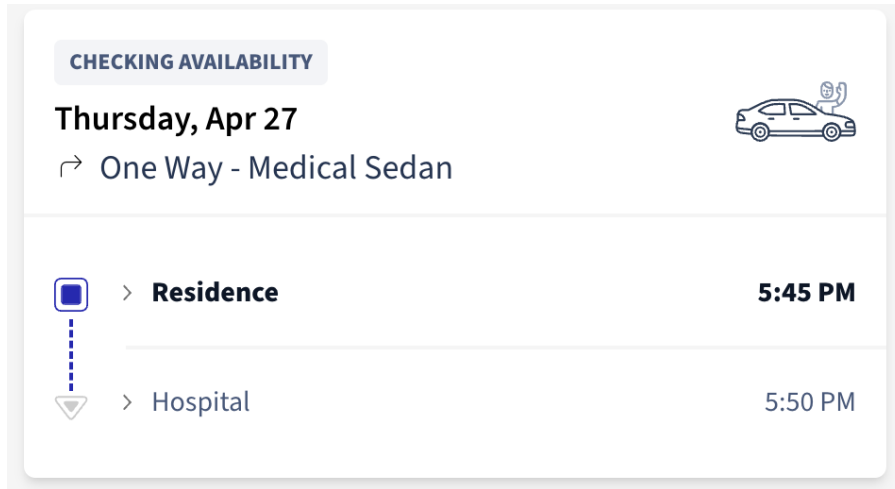 CHECKING AVAILABILITY
Thursday, Apr 27
One Way - Medical Sedan
Residence 5:45 PM
Hospital 5:50 PM